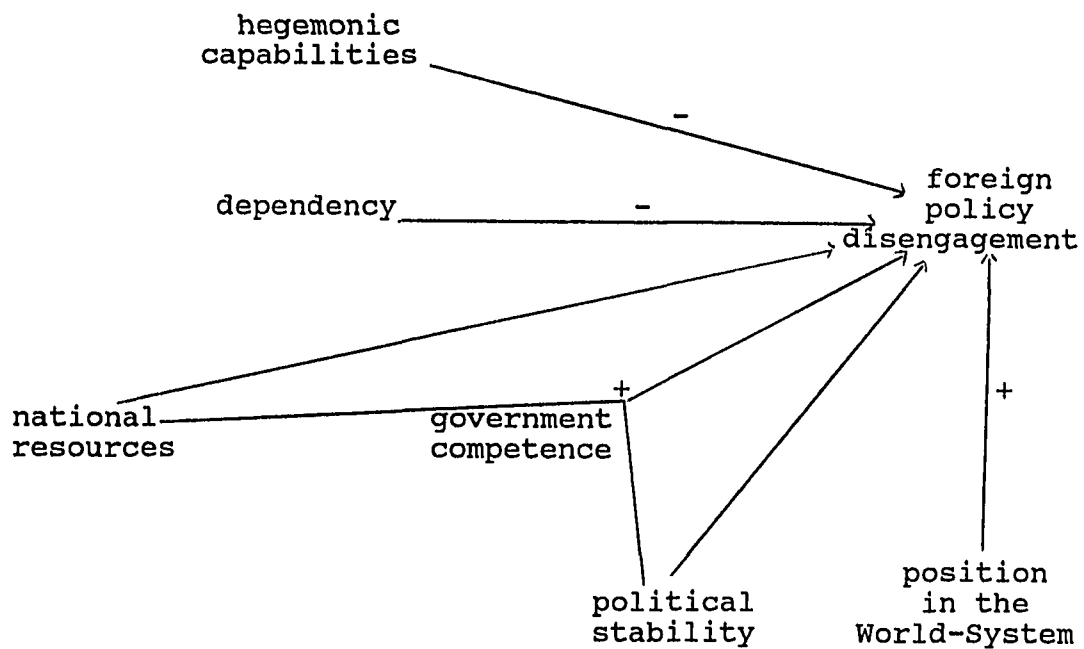 hegemonic
capabilities
-
foreign
policy
disengagement
dependency
-
national
resources
+
government
competence
+
political
stability
position
in the
World-System